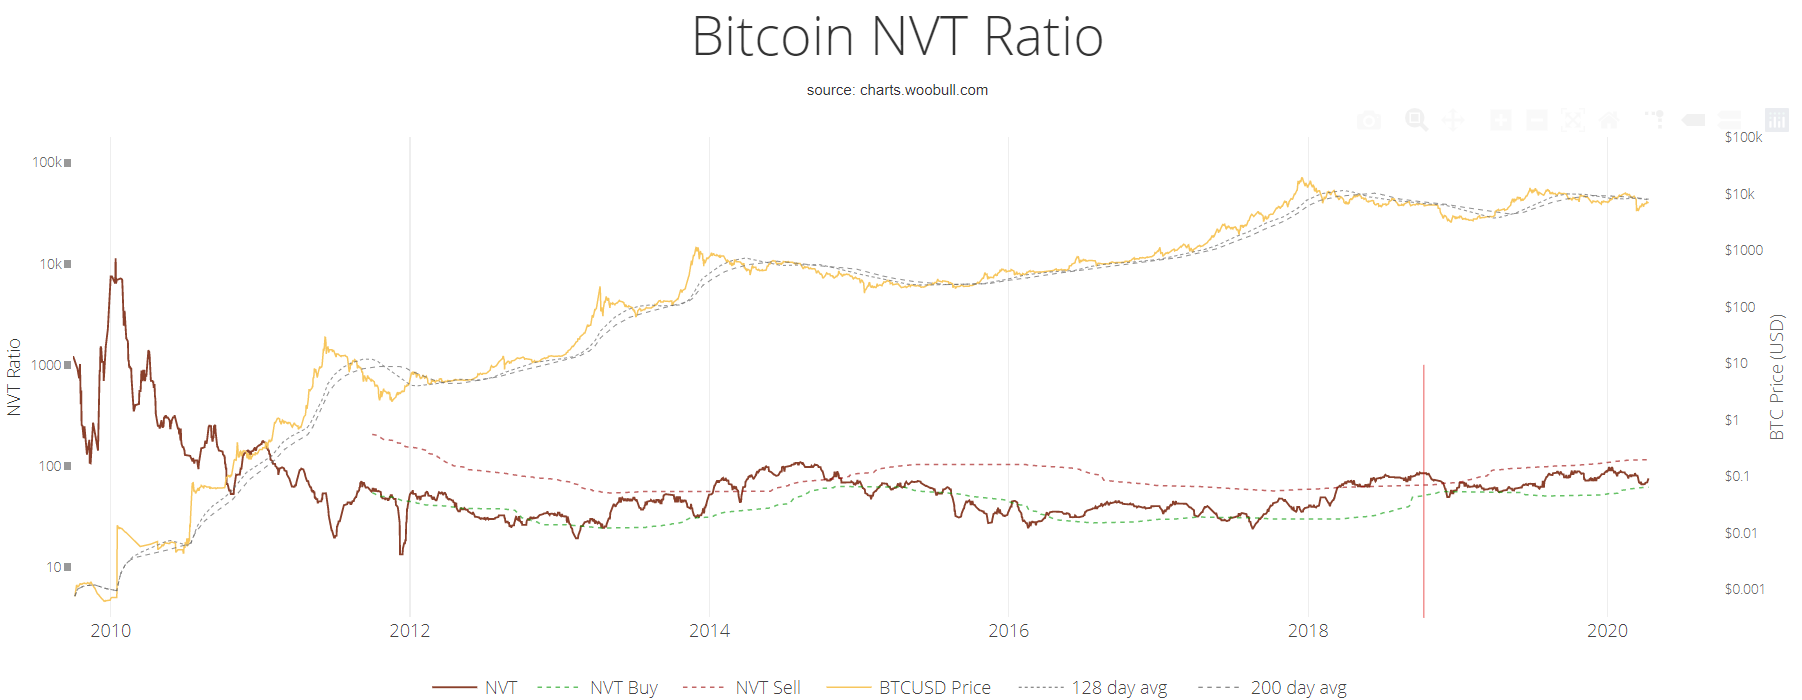 Bitcoin NVT Ratio
source: charts.woobull.com
NVT Ratio
100k
10k
1000
100
10
$100k
$10k
$1000
$100
$10
$1
$0.1
$0.01
$0.001
BTC Price (USD)
2010 2012 2014 2016 2018 2020
NVT NVT Buy NVT Sell BTCUSD Price 128 day avg 200 day avg